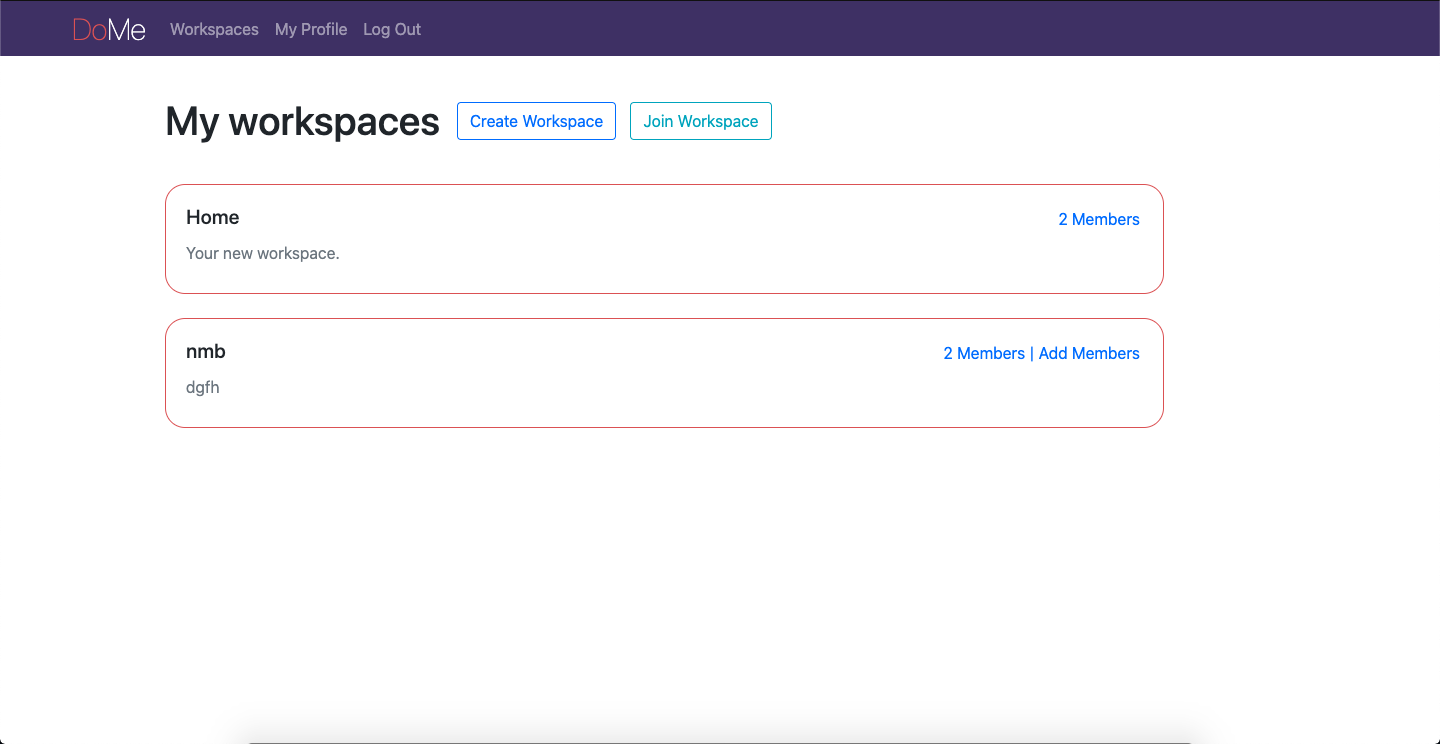 DoMe Workspaces My Profile Log Out
My workspaces Create Workspace Join Workspace
Home 2 Members
Your new workspace.
nmb 2 Members | Add Members
dgfh